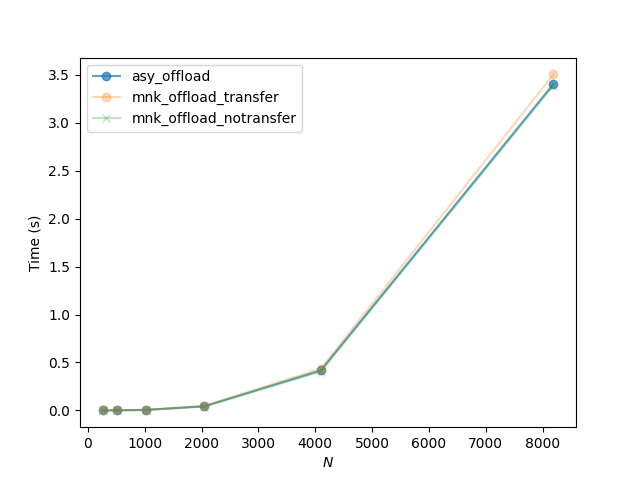 asy_offload
mnk_offload_transfer
mnk_offload_notransfer
3.5
3.0
2.5
2.0
1.5
1.0
0.5
0.0
Time (s)
0 1000 2000 3000 4000 5000 6000 7000 8000
N